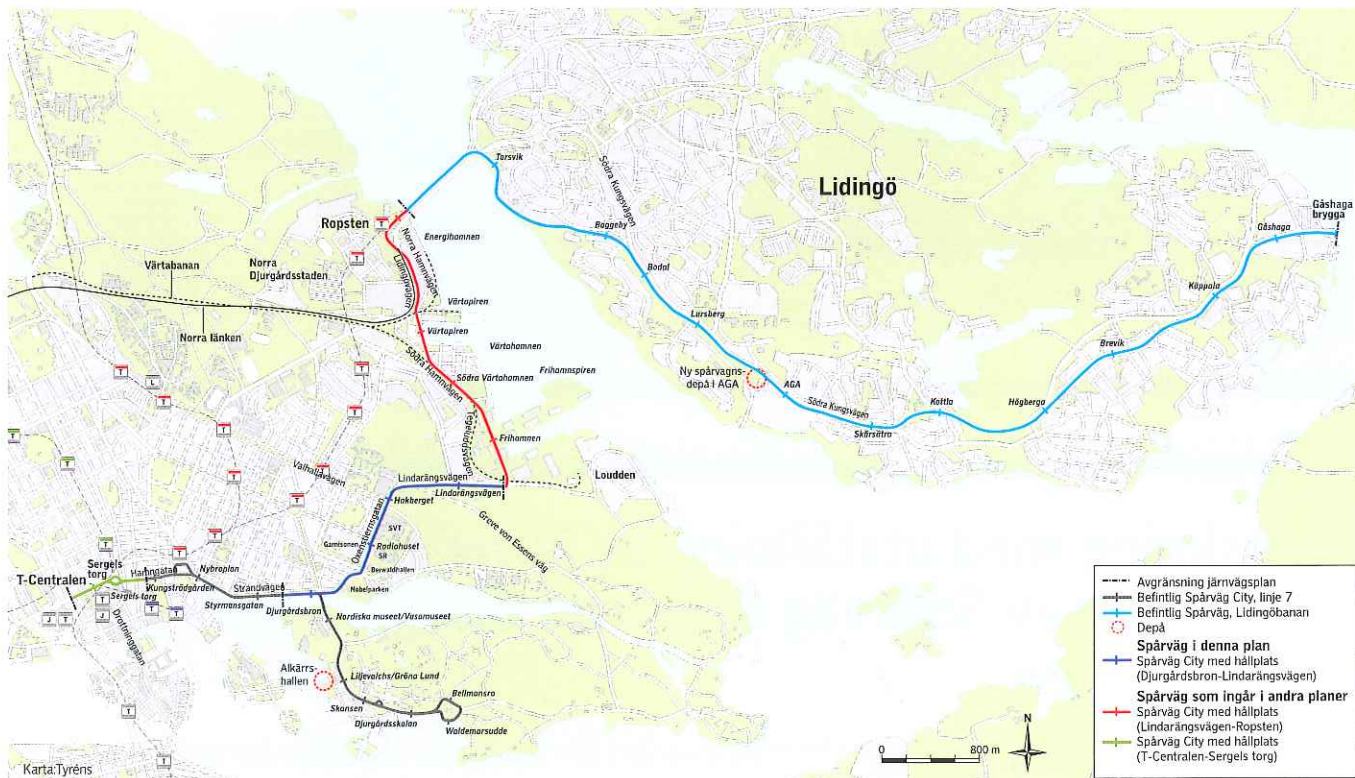 Lidingö
Torsvik
Södra Kungsvägen
Gåshaga
brygga
Gåshaga
Ropsten
T
Norra Hamnvägen
Energihamnen
Baggeby
Lidingövägen
Norra
Djurgårdsstaden
T
Värtabanan
Bodal
Käppala
Värtapiren
Larsberg
Norra länken
Värtapiren
Brevik
Värtahamnen
Södra Hamnvägen
Frihamnspiren
Ny spårvagns-
depå i AGA
T
L
T
T
Södra Värtahamnen
AGA
Södra Kungsvägen
Kottla
Högberga
T
T
T
Skärsätra
Tegeluddsvägen
Frihamnen
T
T
Valhallavägen
T
T
Lindarängsvägen
Lindarängsvägen
Loudden
Hakberget
T
Oxenstiernsgatan
SVT
Greve von Essens väg
T
T
Garnisonen
Radiohuset
SR
Berwaldhallen
Sergels
torg
Hamngatan
Nybroplan
T-Centralen
Kungsträdgården
Strandvägen
Nobelparken
Sergels torg
Styrmansgatan
Djurgårdsbron
T
J
T
T
J
T
Nordiska museet/Vasamuseet
Drottninggatan
Alkärrs-
hallen
Liljevalchs/Gröna Lund
Bellmansro
Skansen
Djurgårdsskolan
Waldemarsudde
T
T
Karta:Tyréns
0
800 m
N
Avgränsning järnvägsplan
Befintlig Spårväg City, linje 7
Befintlig Spårväg, Lidingöbanan
Depå
Spårväg i denna plan
Spårväg City med hållplats
(Djurgårdsbron-Lindarängsvägen)
Spårväg som ingår i andra planer
Spårväg City med hållplats
(Lindarängsvägen-Ropsten)
Spårväg City med hållplats
(T-Centralen-Sergels torg)